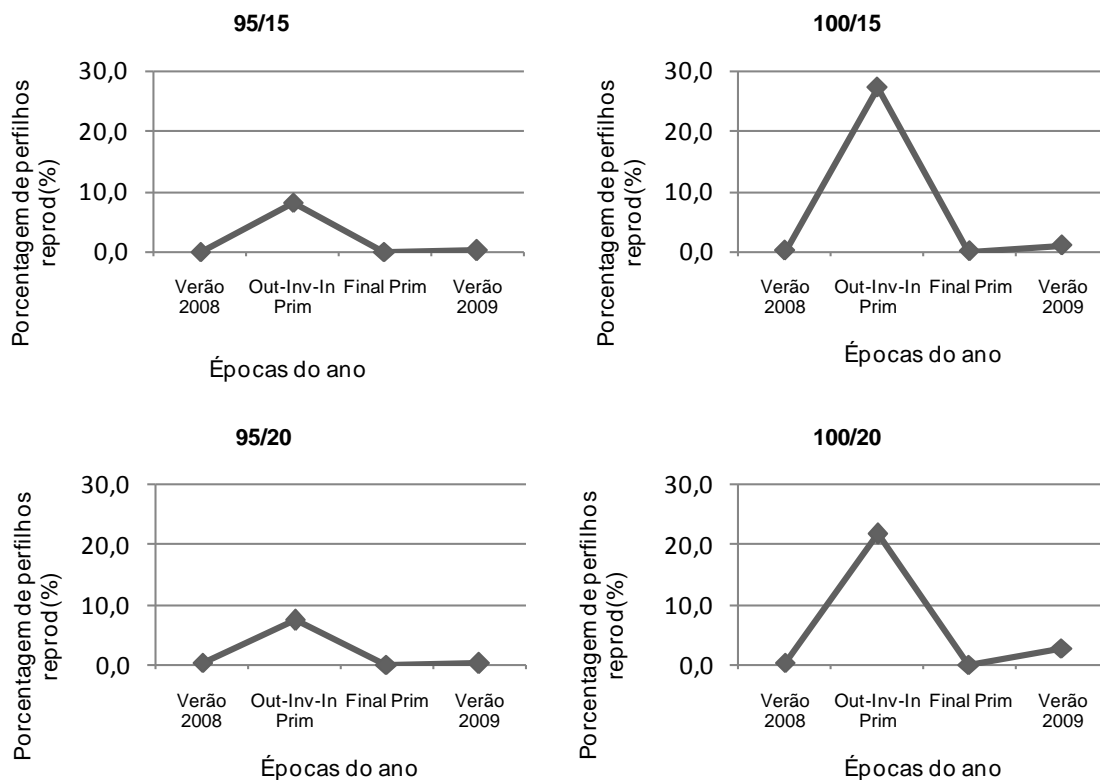 95/15
Porcentagem de perfilhos
reprod (%)
30,0
20,0
10,0
0,0
Verão
2008
Out-Inv-In
Prim
Final Prim
Verão
2009
Épocas do ano
100/15
Porcentagem de perfilhos
reprod (%)
30,0
20,0
10,0
0,0
Verão
2008
Out-Inv-In
Prim
Final Prim
Verão
2009
Épocas do ano
95/20
Porcentagem de perfilhos
reprod (%)
30,0
20,0
10,0
0,0
Verão
2008
Out-Inv-In
Prim
Final Prim
Verão
2009
Épocas do ano
100/20
Porcentagem de perfilhos
reprod (%)
30,0
20,0
10,0
0,0
Verão
2008
Out-Inv-In
Prim
Final Prim
Verão
2009
Épocas do ano